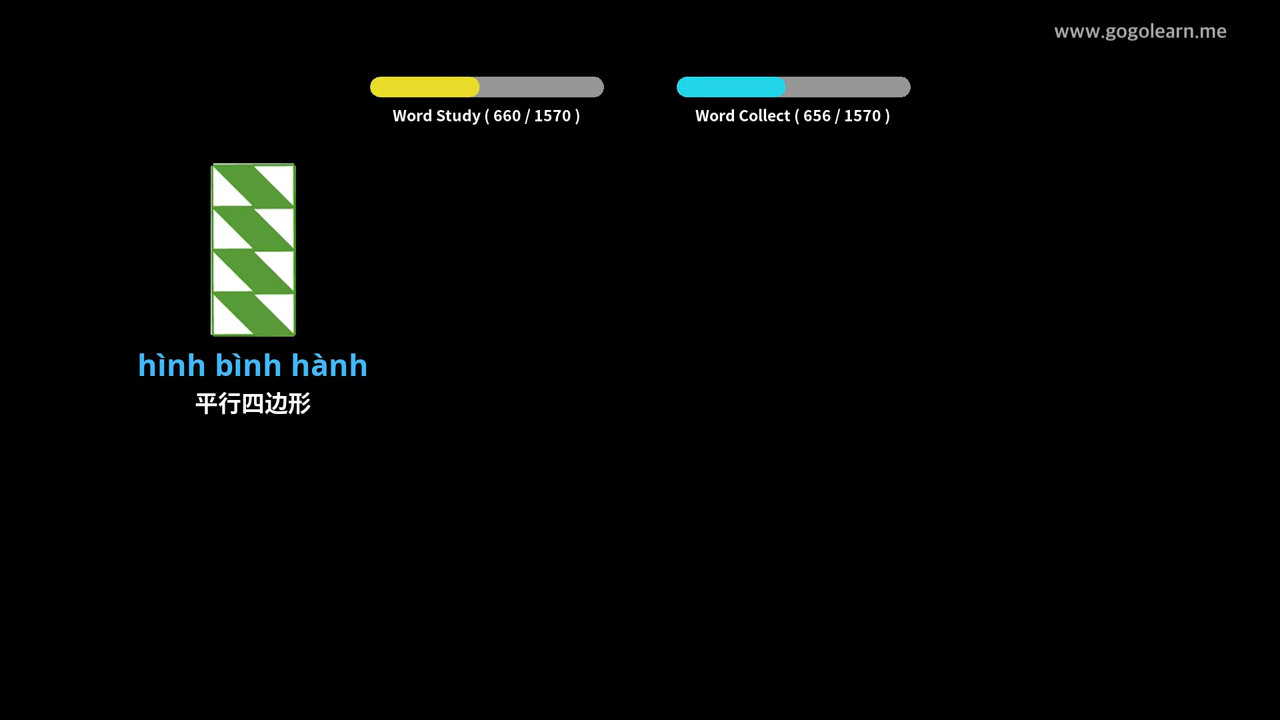 www.gogolearn.me
Word Study ( 660 / 1570 )
Word Collect ( 656 / 1570 )
hình bình hành
平行四边形